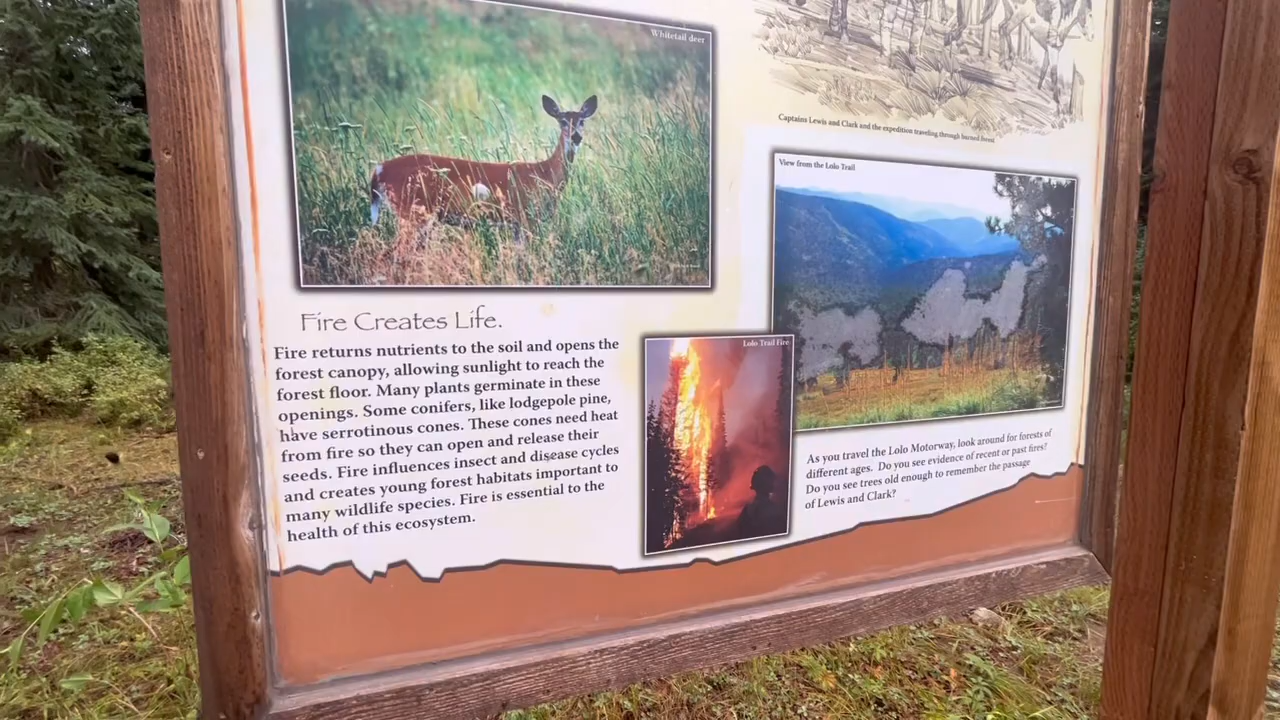 Whitetail deer
Captains Lewis and Clark and the expedition traveling through burned forest
View from the Lolo Trail
Fire Creates Life.
Fire returns nutrients to the soil and opens the
forest canopy, allowing sunlight to reach the
forest floor. Many plants germinate in these
openings. Some conifers, like lodgepole pine,
have serrotinous cones. These cones need heat
from fire so they can open and release their
seeds. Fire influences insect and disease cycles
and creates young forest habitats important to
many wildlife species. Fire is essential to the
health of this ecosystem.
Lolo Trail Fire
As you travel the Lolo Motorway, look around for forests of
different ages. Do you see evidence of recent or past fires?
Do you see trees old enough to remember the passage
of Lewis and Clark?